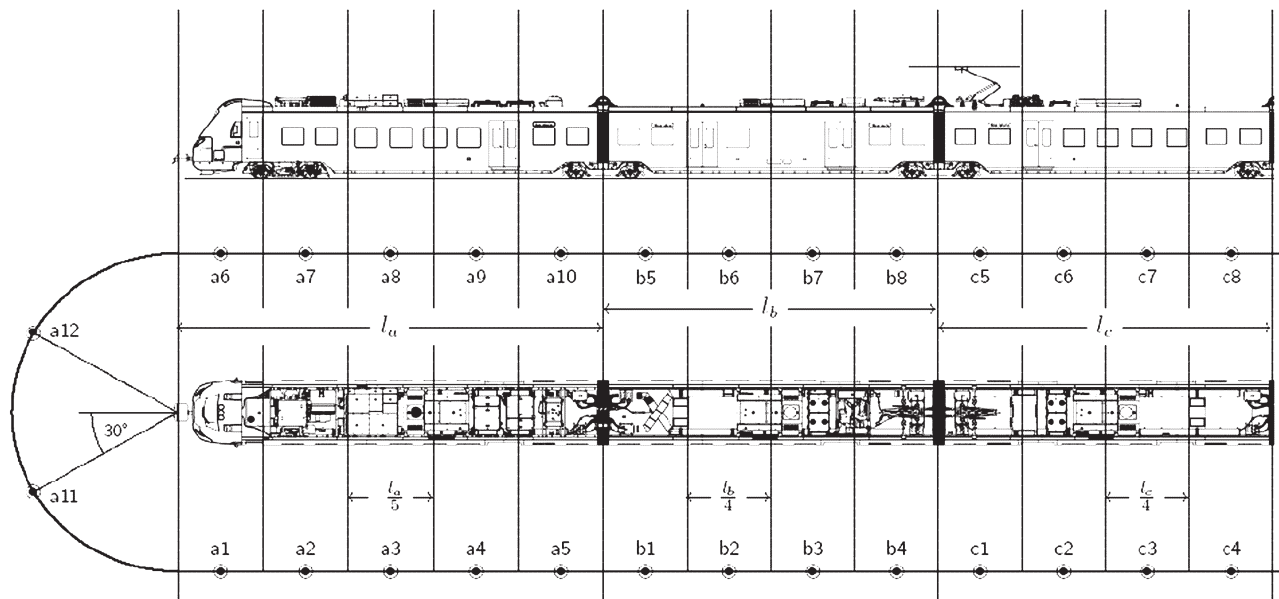 a6 a7 a8 a9 a10 b5 b6 b7 b8 c5 c6 c7 c8
l_b
a12 l_a l_c
30°
a11 l_a/5 l_b/4 l_c/4
a1 a2 a3 a4 a5 b1 b2 b3 b4 c1 c2 c3 c4